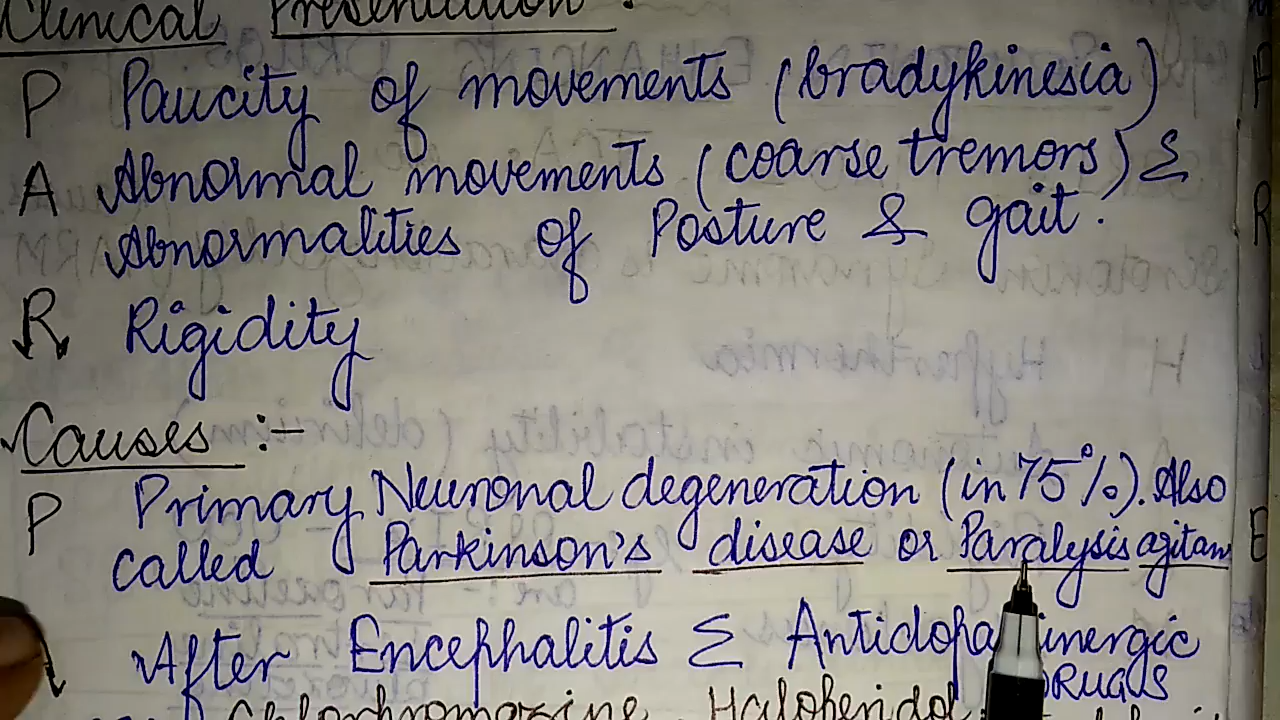 Clinical Presentation :
P Paucity of movements (bradykinesia)
A Abnormal movements (coarse tremors) &
Abnormalities of Posture & gait.
R Rigidity
Causes :-
P Primary Neuronal degeneration (in 75%). Also
called Parkinson's disease or Paralysis agitans
After Encephalitis & Antidopaminergic
DRUGS
Haloperidol